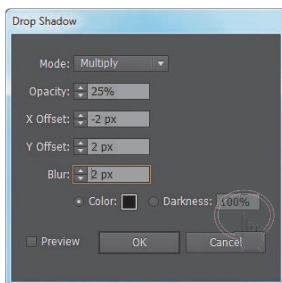 Drop Shadow
Mode: Multiply
Opacity: 25%
X Offset: -2 px
Y Offset: 2 px
Blur: 2 px
Color: Darkness: 100%
Preview OK Cancel